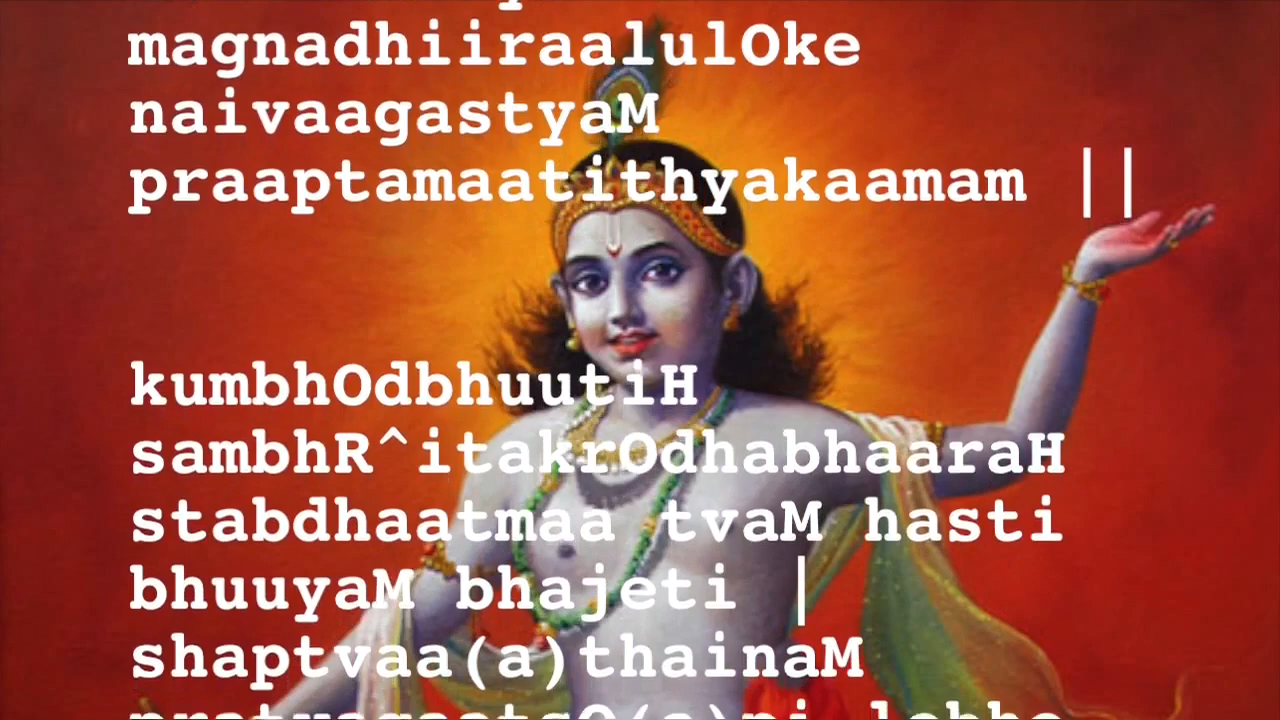 magnadhiiraalulOke
naivaagastyaM
praaptamaatithyakaamam ||
kumbhOdbhuutiH
sambhR^itakrOdhabhaaraH
stabdhaatmaa tvaM hasti
bhuuyaM bhajeti |
shaptvaa(a)thainaM